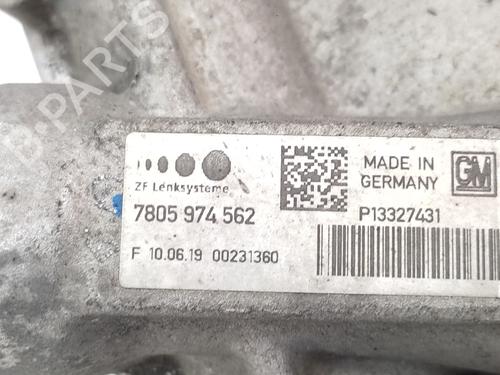 B-PARTS
ZF Lenksysteme
MADE IN
GERMANY
GM
7805 974 562
P13327431
F 10.06.19 00231360